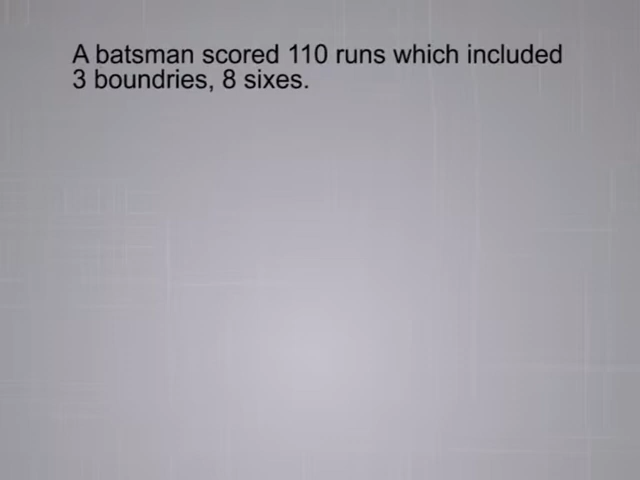 A batsman scored 110 runs which included
3 boundries, 8 sixes.